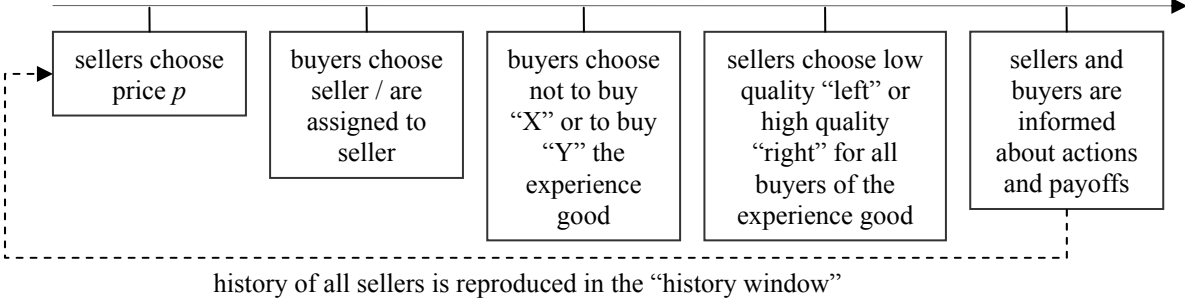 sellers choose
price p
buyers choose
seller / are
assigned to
seller
buyers choose
not to buy
“X” or to buy
“Y” the
experience
good
sellers choose low
quality “left” or
high quality
“right” for all
buyers of the
experience good
sellers and
buyers are
informed
about actions
and payoffs
history of all sellers is reproduced in the “history window”